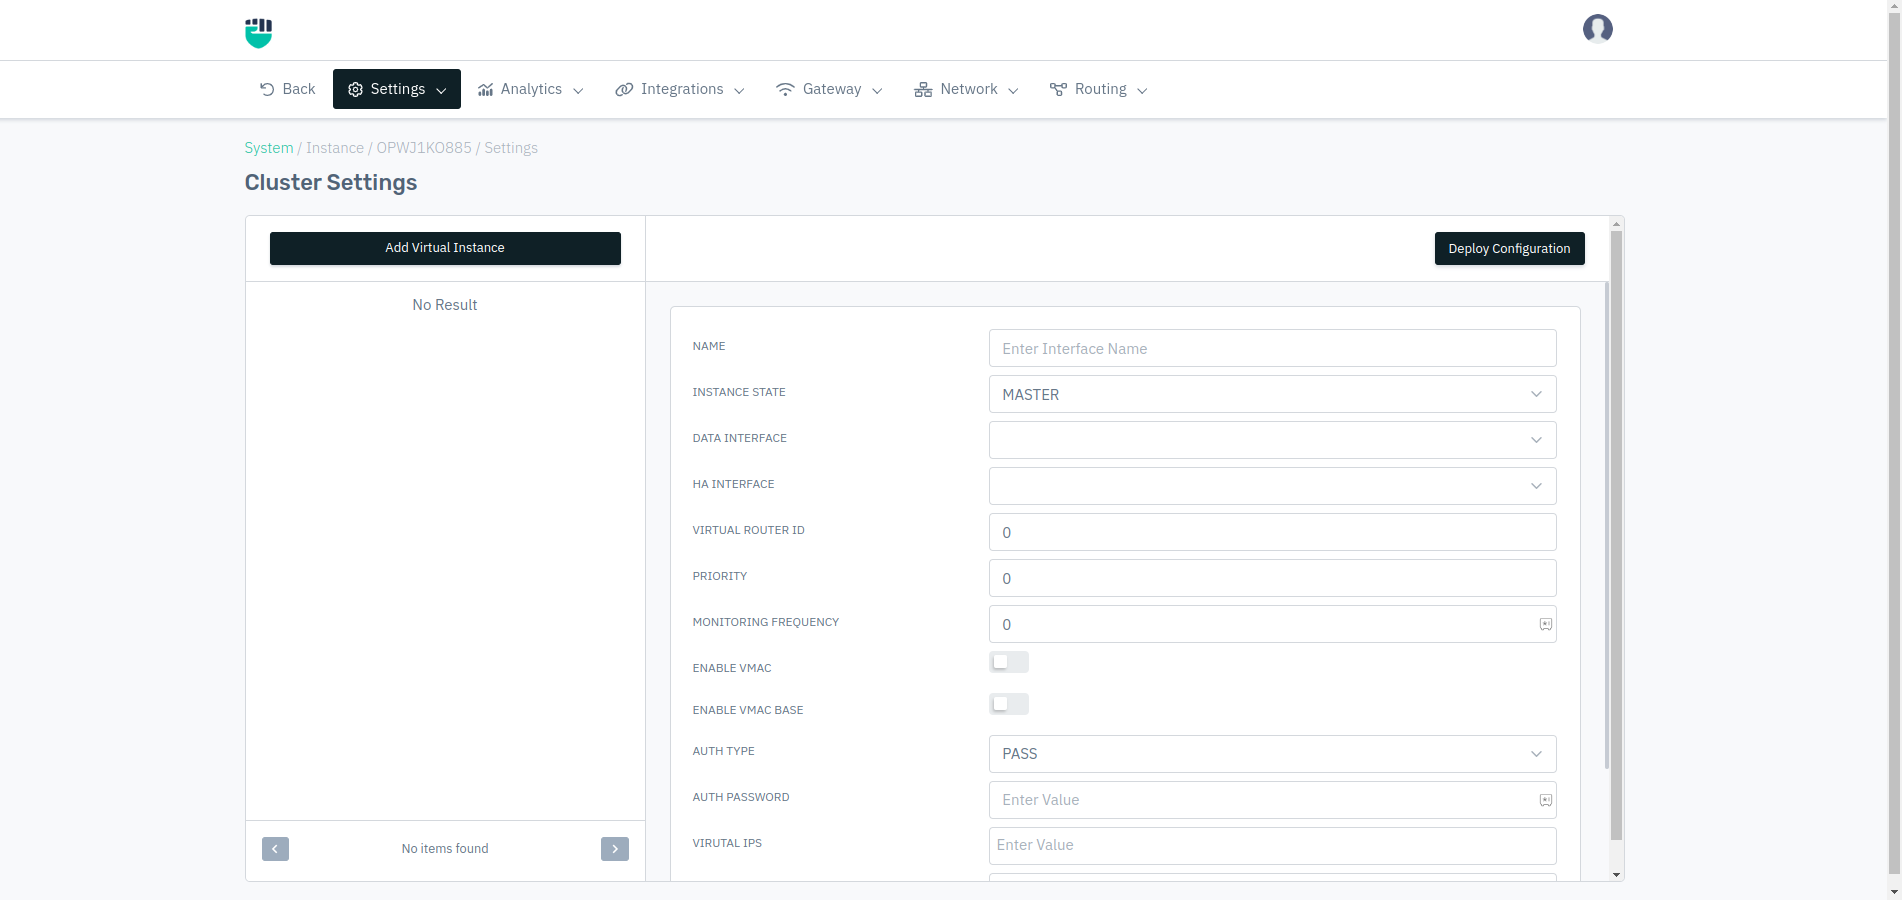 Back
Settings
Analytics
Integrations
Gateway
Network
Routing
System / Instance / OPWJ1KO885 / Settings
Cluster Settings
Add Virtual Instance
Deploy Configuration
No Result
NAME
Enter Interface Name
INSTANCE STATE
MASTER
DATA INTERFACE
HA INTERFACE
VIRTUAL ROUTER ID
0
PRIORITY
0
MONITORING FREQUENCY
0
ENABLE VMAC
ENABLE VMAC BASE
AUTH TYPE
PASS
AUTH PASSWORD
Enter Value
VIRUTAL IPS
Enter Value
No items found